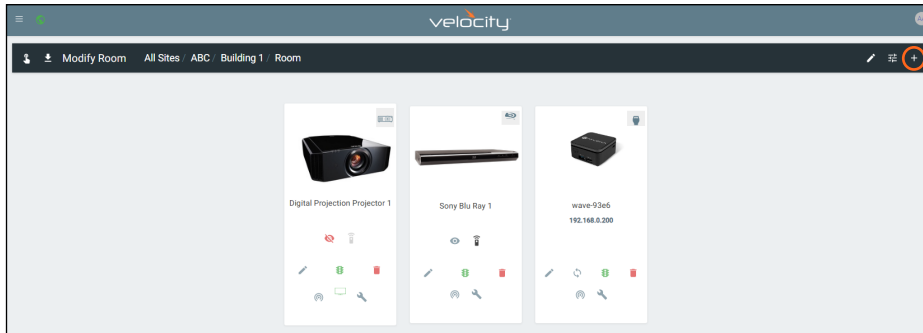 velocity
Modify Room All Sites / ABC / Building 1 / Room
Digital Projection Projector 1
Sony Blu Ray 1
wave-93e6
192.168.0.200